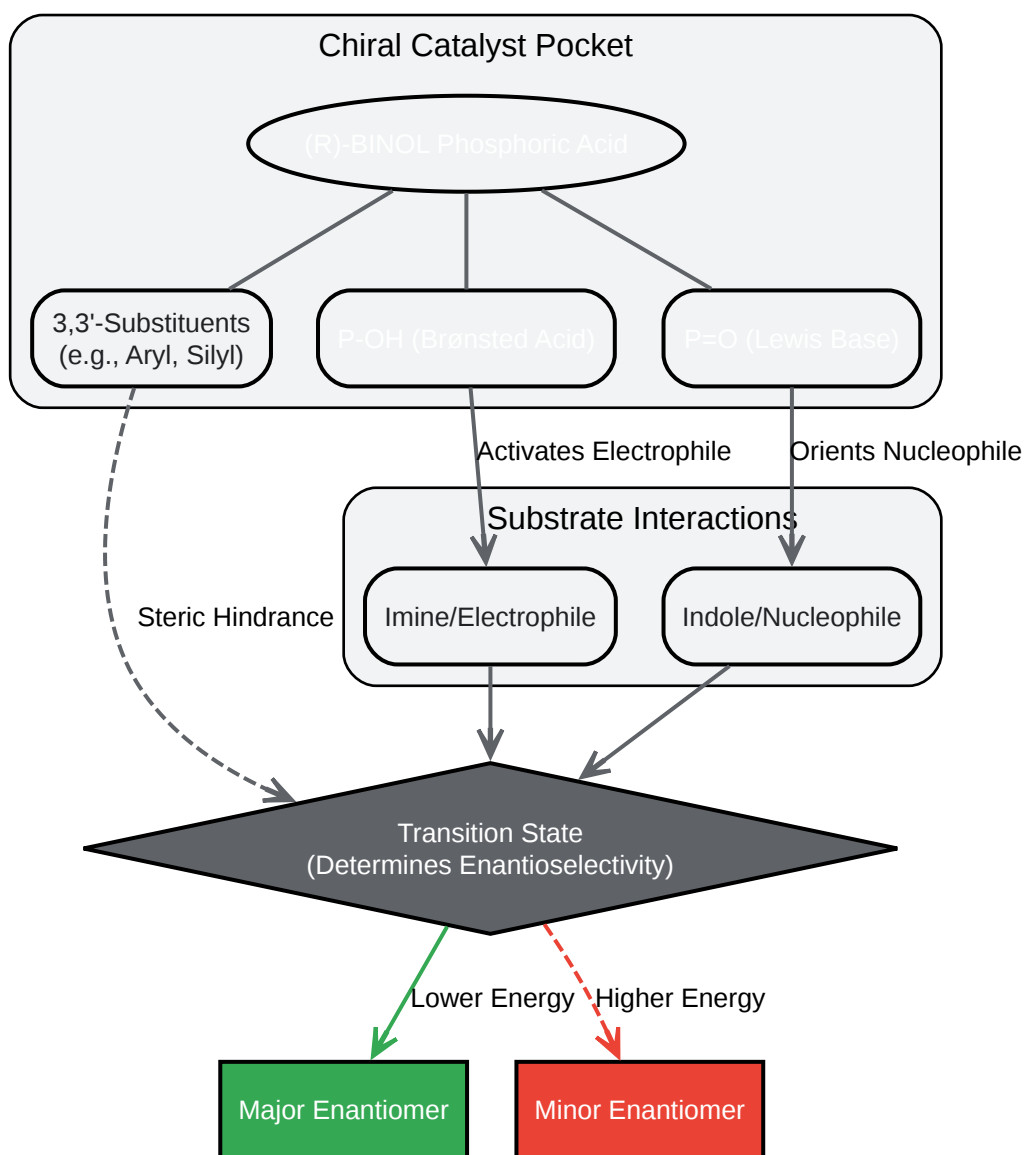 Chiral Catalyst Pocket
(R)-BINOL Phosphoric Acid
3,3'-Substituents
(e.g., Aryl, Silyl)
P-OH (Brønsted Acid)
P=O (Lewis Base)
Activates Electrophile
Orients Nucleophile
Substrate Interactions
Steric Hindrance
Imine/Electrophile
Indole/Nucleophile
Transition State
(Determines Enantioselectivity)
Lower Energy
Higher Energy
Major Enantiomer
Minor Enantiomer